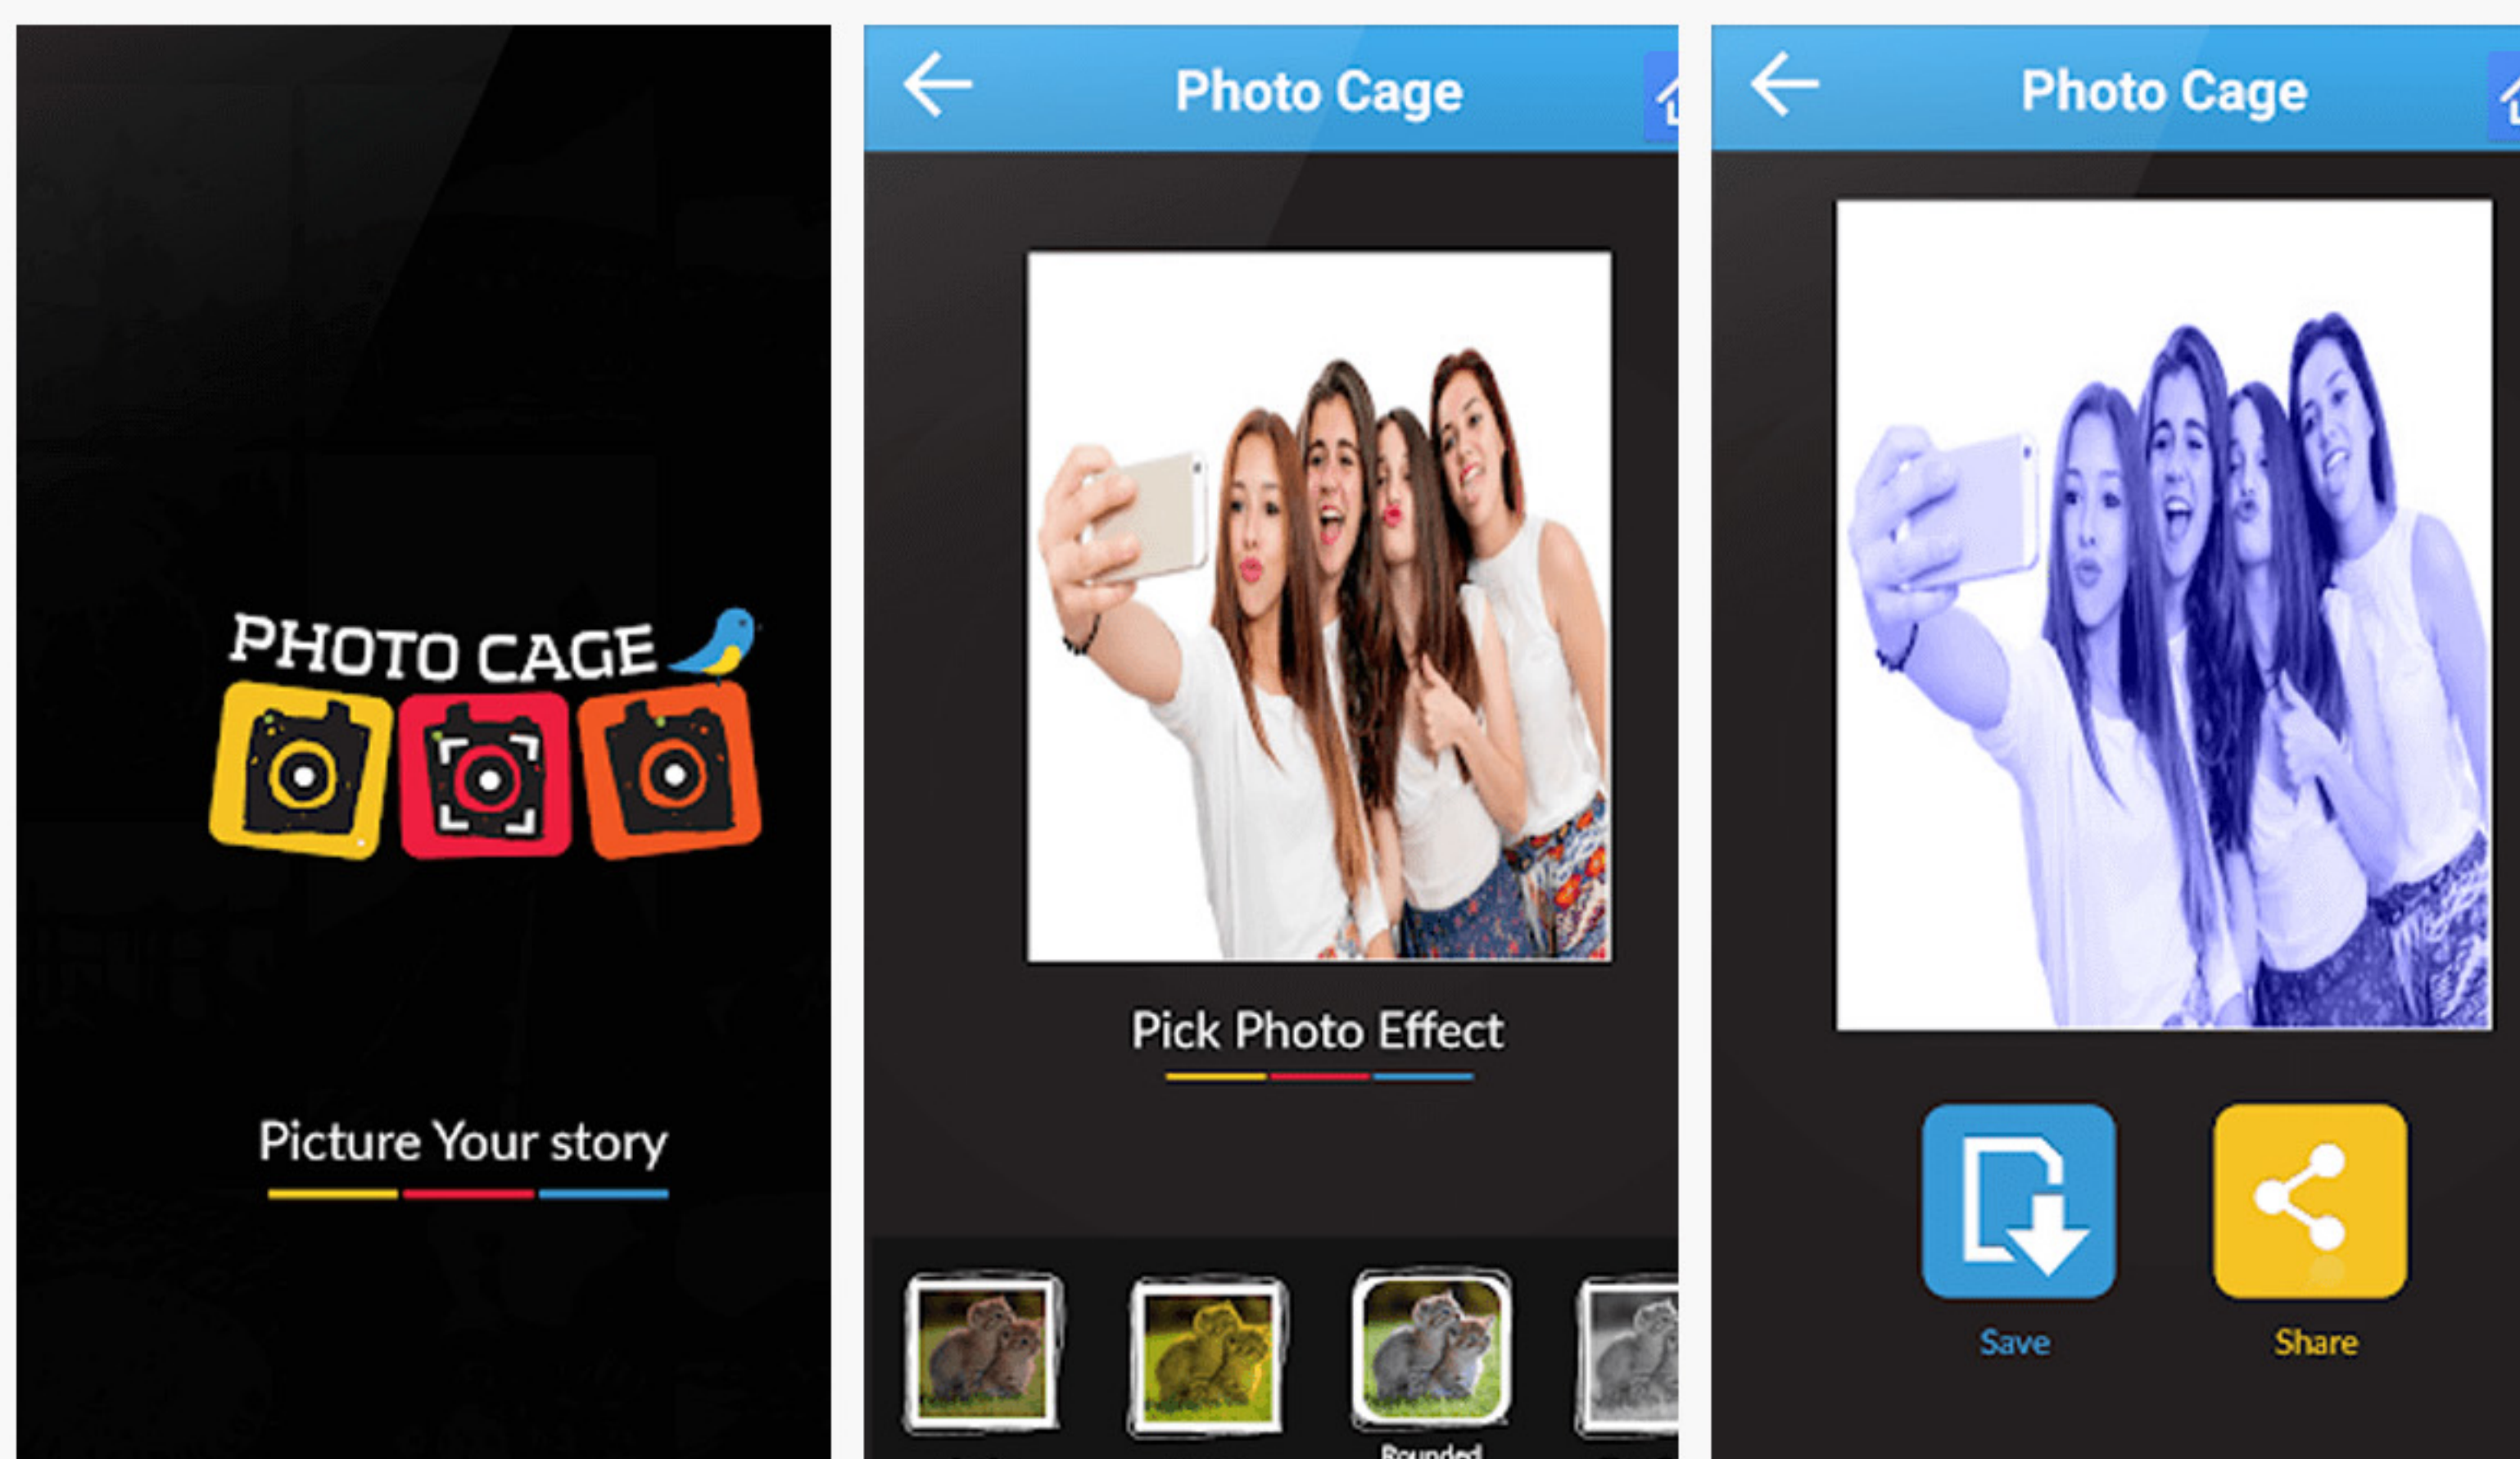 PHOTO CAGE
Picture Your story
Photo Cage
Pick Photo Effect
Rounded
Photo Cage
Save
Share